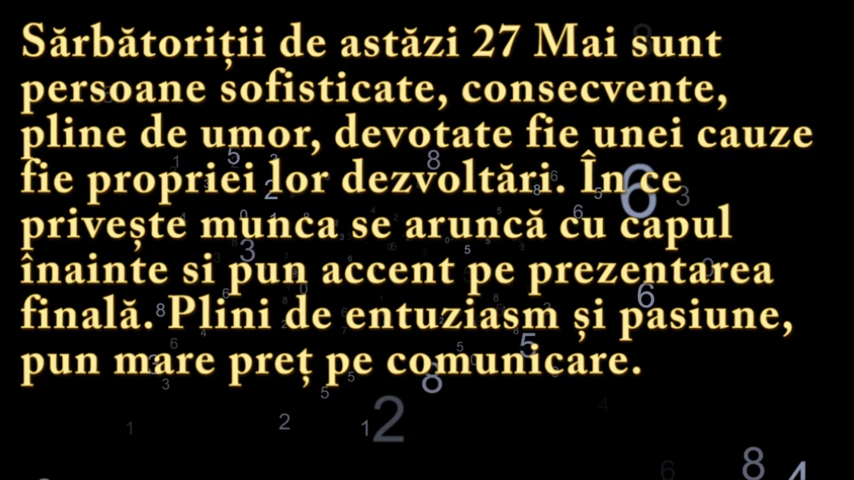 Sărbătoriții de astăzi 27 Mai sunt
persoane sofisticate, consecvente,
pline de umor, devotate fie unei cauze
fie propriei lor dezvoltări. În ce
privește munca se aruncă cu capul
înainte si pun accent pe prezentarea
finală. Plini de entuziasm și pasiune,
pun mare preț pe comunicare.